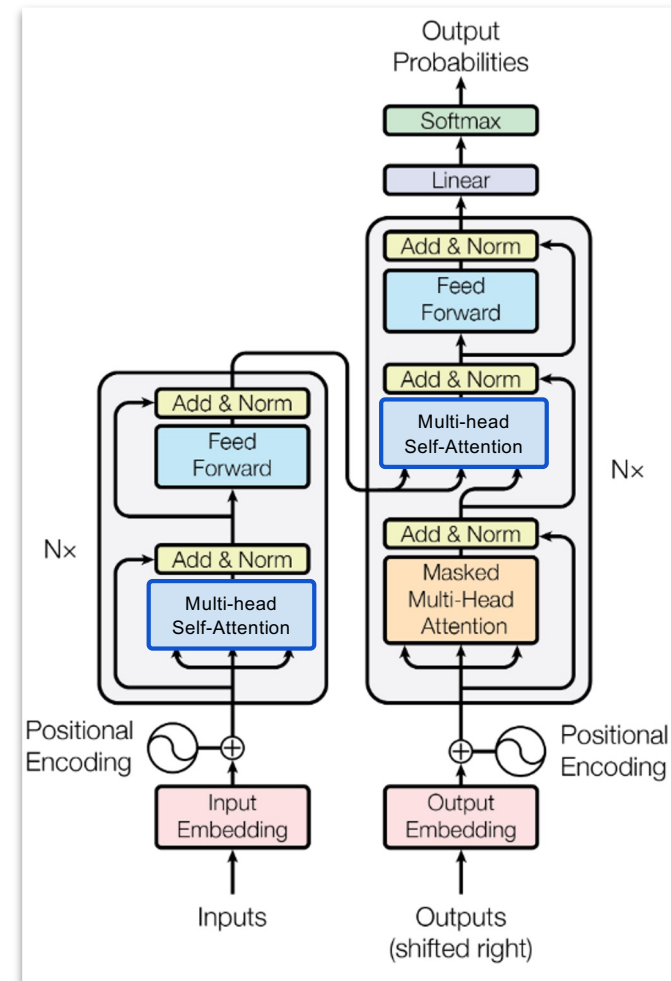 Output
Probabilities
Softmax
Linear
Add & Norm
Feed
Forward
Add & Norm
Multi-head
Self-Attention
Nx
Add & Norm
Masked
Multi-Head
Attention
Positional
Encoding
Output
Embedding
Outputs
(shifted right)
Add & Norm
Feed
Forward
Nx
Add & Norm
Multi-head
Self-Attention
Positional
Encoding
Input
Embedding
Inputs